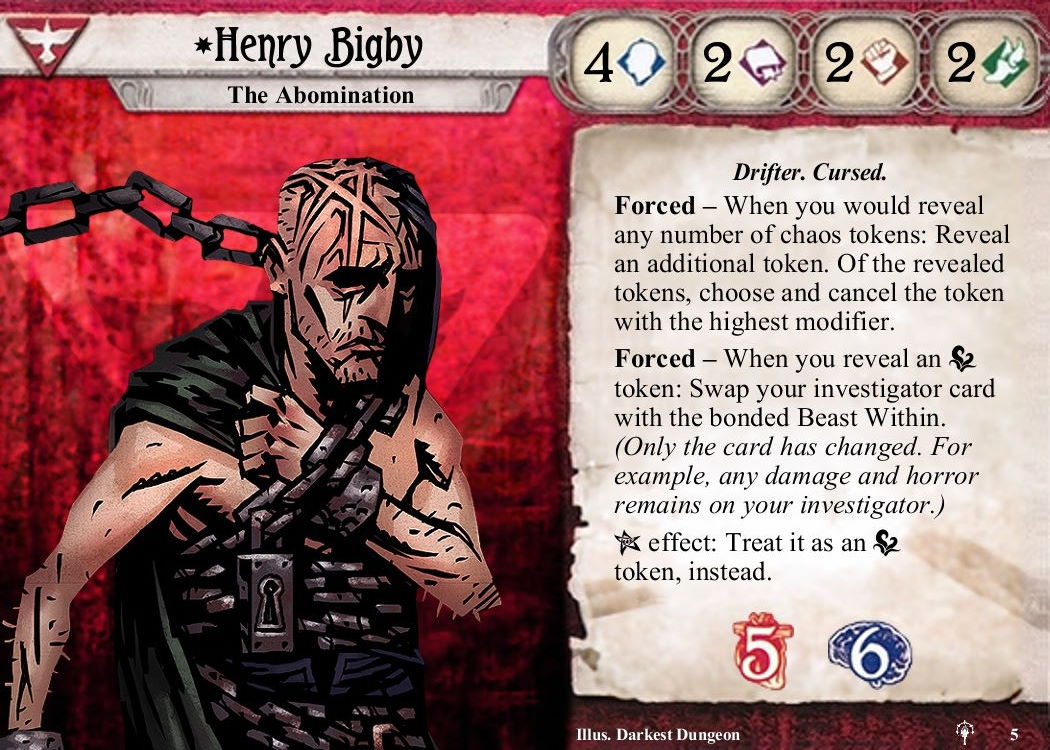 Henry Bigby
The Abomination
4 2 2 2
Drifter. Cursed.
Forced – When you would reveal
any number of chaos tokens: Reveal
an additional token. Of the revealed
tokens, choose and cancel the token
with the highest modifier.
Forced – When you reveal an
token: Swap your investigator card
with the bonded Beast Within.
(Only the card has changed. For
example, any damage and horror
remains on your investigator.)
effect: Treat it as an
token, instead.
5 6
Illus. Darkest Dungeon
5